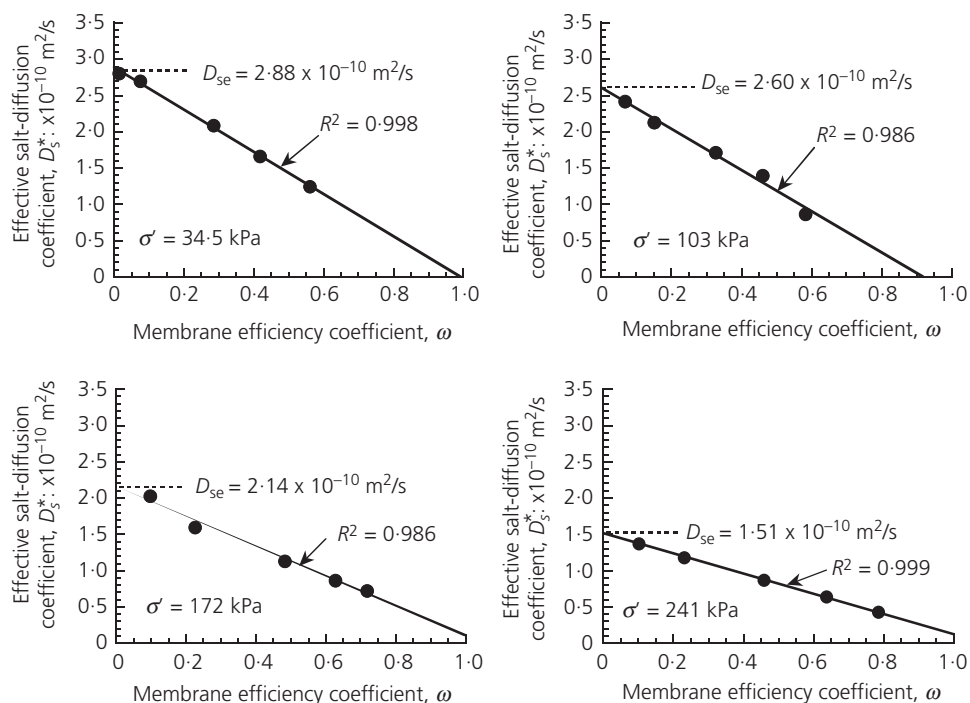 Effective salt-diffusion
coefficient, D*s: x10⁻¹⁰ m²/s
3·5
3·0
2·5
2·0
1·5
1·0
0·5
0
Dse = 2·88 x 10⁻¹⁰ m²/s
R² = 0·998
σ′ = 34·5 kPa
0 0·2 0·4 0·6 0·8 1·0
Membrane efficiency coefficient, ω
Effective salt-diffusion
coefficient, D*s: x10⁻¹⁰ m²/s
3·5
3·0
2·5
2·0
1·5
1·0
0·5
0
Dse = 2·60 x 10⁻¹⁰ m²/s
R² = 0·986
σ′ = 103 kPa
0 0·2 0·4 0·6 0·8 1·0
Membrane efficiency coefficient, ω
Effective salt-diffusion
coefficient, D*s: x10⁻¹⁰ m²/s
3·5
3·0
2·5
2·0
1·5
1·0
0·5
0
Dse = 2·14 x 10⁻¹⁰ m²/s
R² = 0·986
σ′ = 172 kPa
0 0·2 0·4 0·6 0·8 1·0
Membrane efficiency coefficient, ω
Effective salt-diffusion
coefficient, D*s: x10⁻¹⁰ m²/s
3·5
3·0
2·5
2·0
1·5
1·0
0·5
0
Dse = 1·51 x 10⁻¹⁰ m²/s
R² = 0·999
σ′ = 241 kPa
0 0·2 0·4 0·6 0·8 1·0
Membrane efficiency coefficient, ω